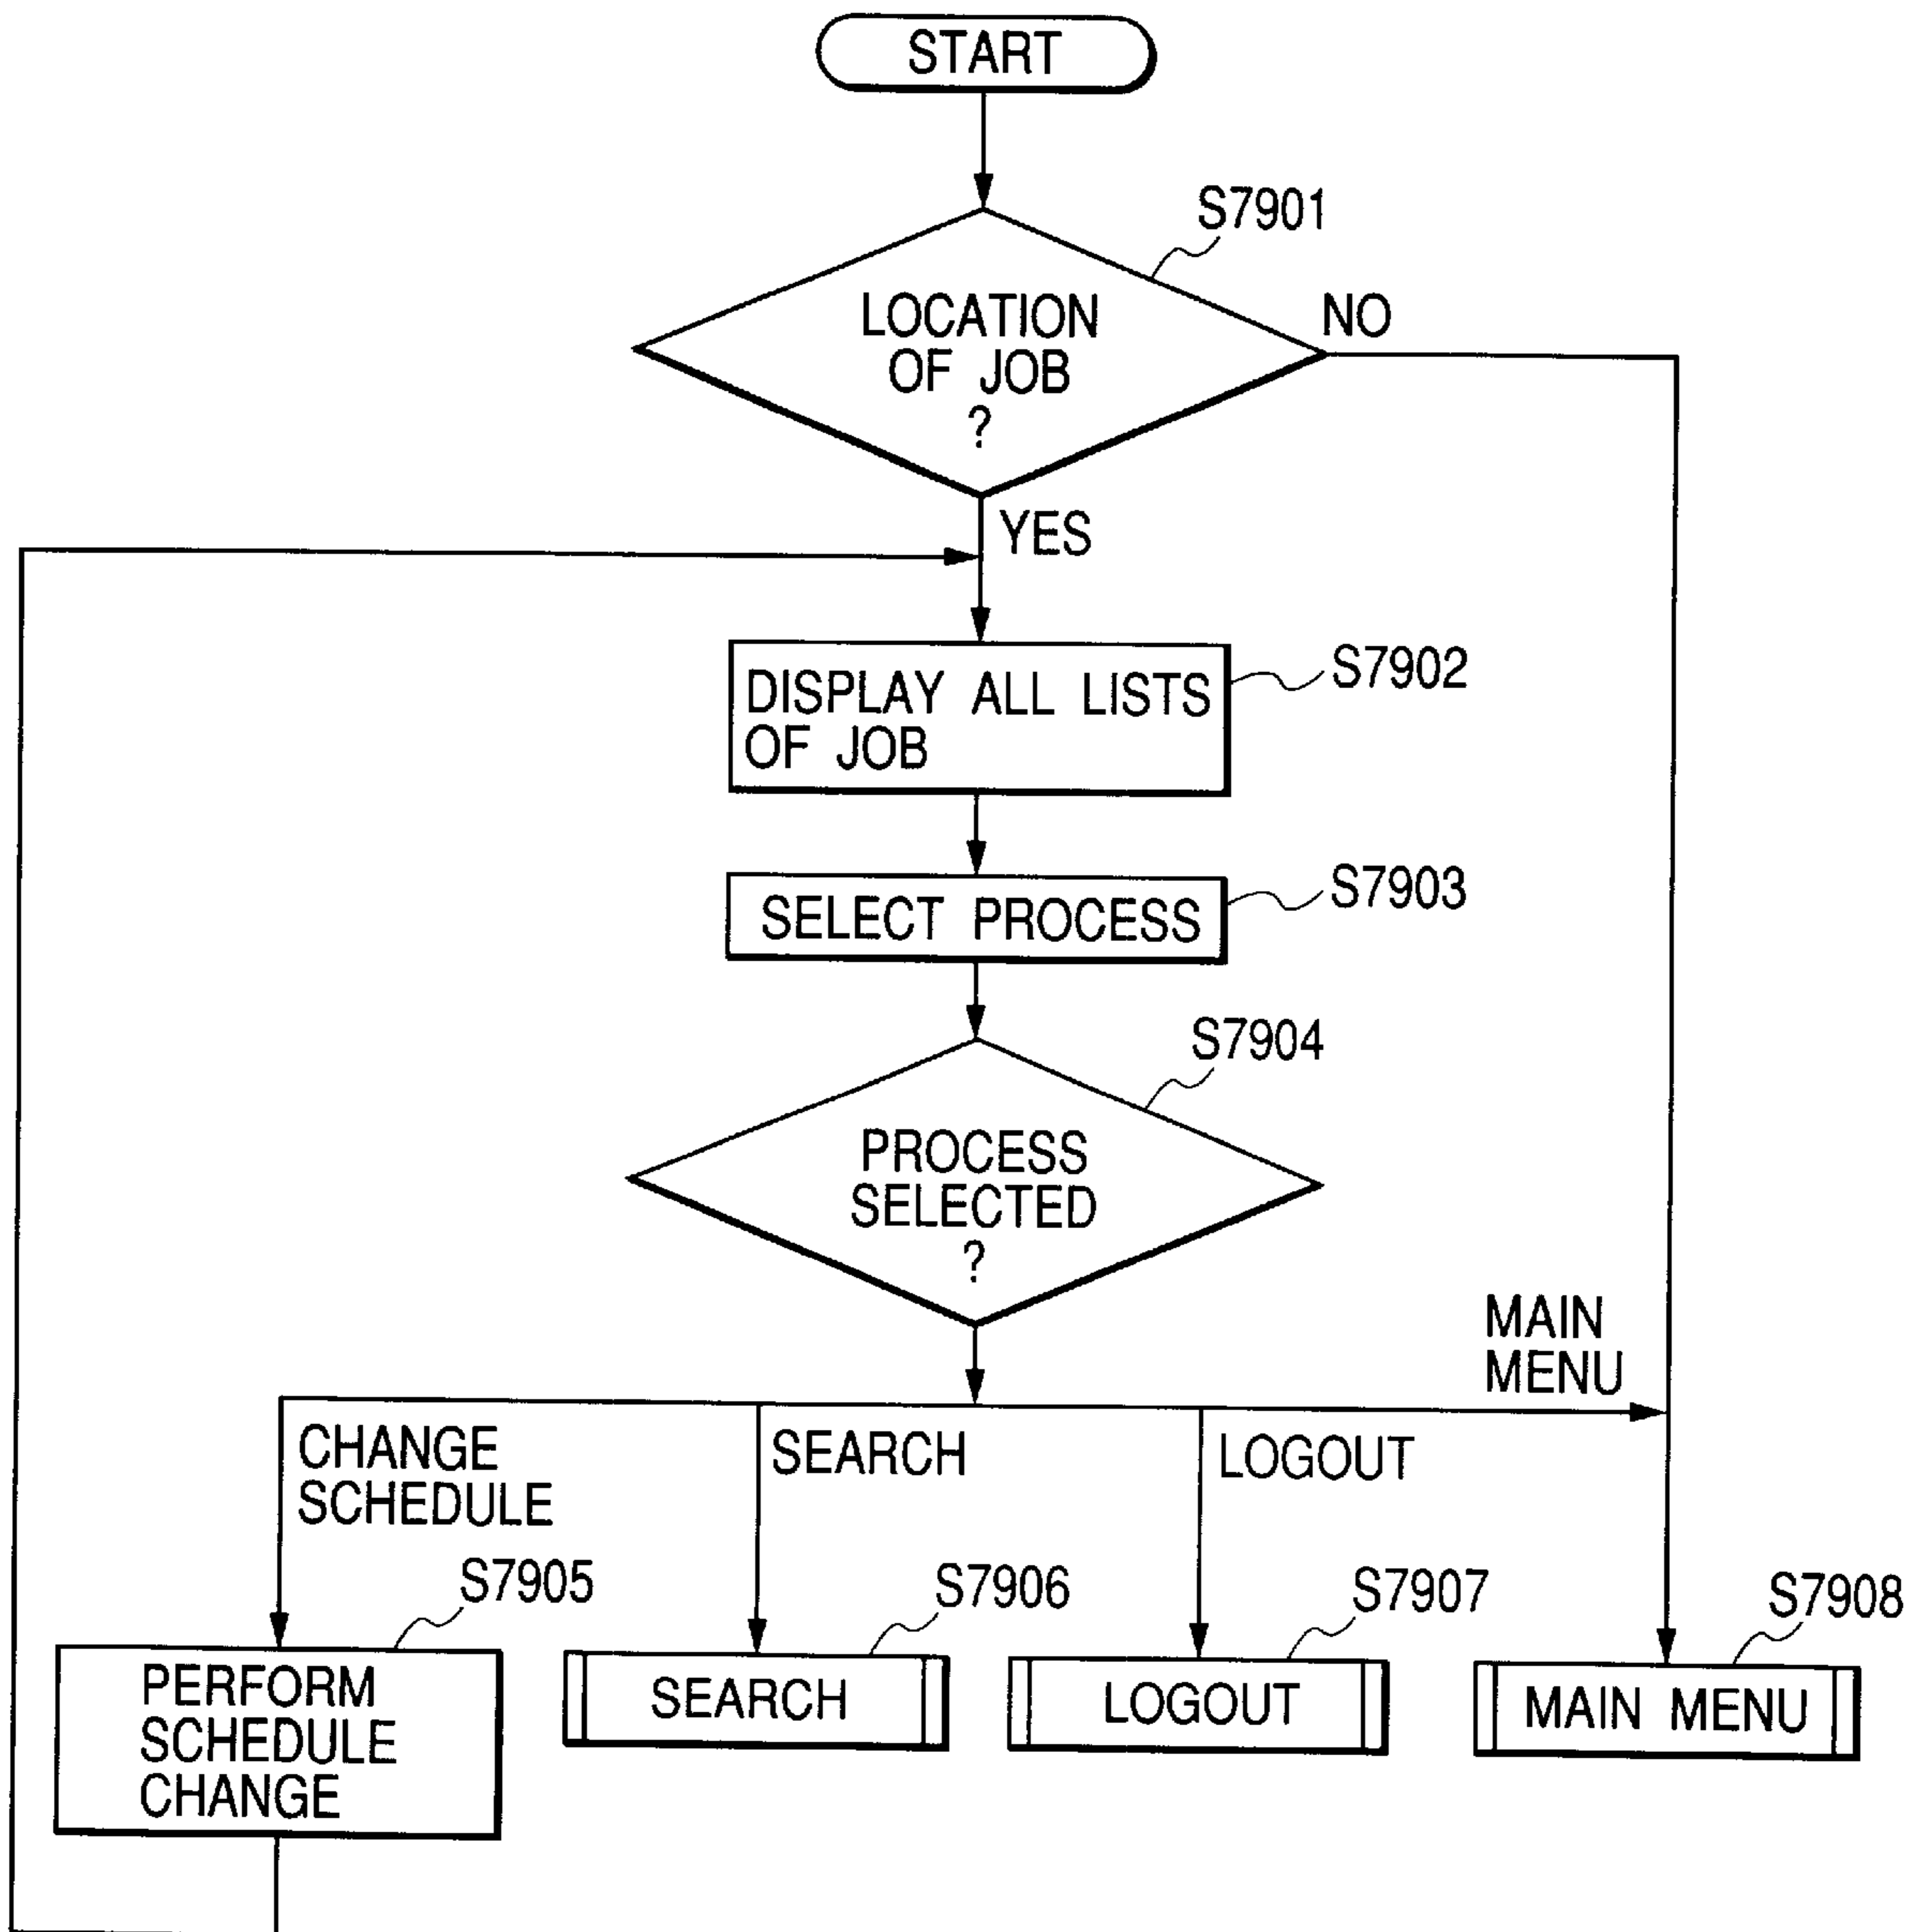 START
S7901
LOCATION
OF JOB
?
NO
YES
DISPLAY ALL LISTS
OF JOB
S7902
SELECT PROCESS
S7903
S7904
PROCESS
SELECTED
?
MAIN
MENU
CHANGE
SCHEDULE
SEARCH
LOGOUT
S7905
S7906
S7907
S7908
PERFORM
SCHEDULE
CHANGE
SEARCH
LOGOUT
MAIN MENU